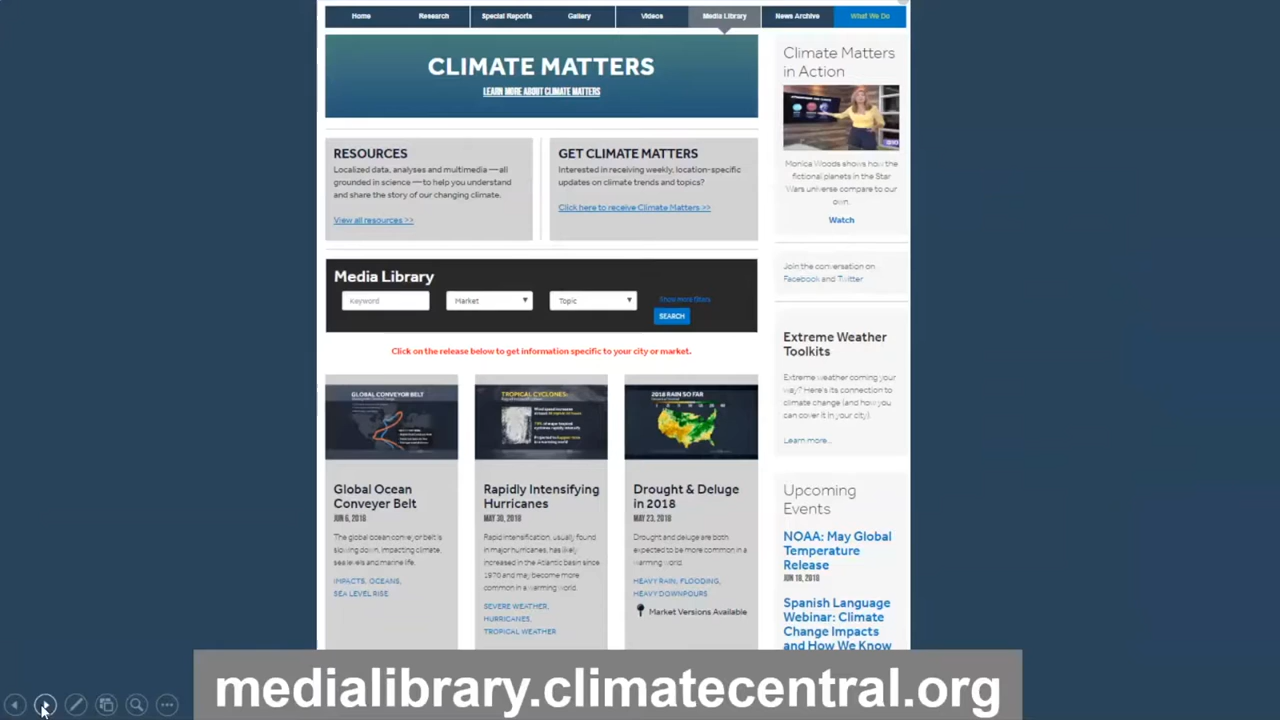 Home Research Special Reports Gallery Videos Media Library News Archive What We Do
CLIMATE MATTERS
LEARN MORE ABOUT CLIMATE MATTERS
RESOURCES
Localized data, analyses and multimedia — all
grounded in science — to help you understand
and share the story of our changing climate.
View all resources >>
GET CLIMATE MATTERS
Interested in receiving weekly, location-specific
updates on climate trends and topics?
Click here to receive Climate Matters >>
Media Library
Keyword Market Topic Show more filters
SEARCH
Click on the release below to get information specific to your city or market.
GLOBAL CONVEYOR BELT
Global Ocean
Conveyer Belt
JUN 6, 2018
The global ocean conveyor belt is
slowing down, impacting climate,
sea levels and marine life.
IMPACTS, OCEANS,
SEA LEVEL RISE
TROPICAL CYCLONES:
Rapidly Intensifying
Hurricanes
MAY 30, 2018
Rapid intensification, usually found
in major hurricanes, has likely
increased in the Atlantic basin since
1970 and may become more
common in a warming world.
SEVERE WEATHER,
HURRICANES,
TROPICAL WEATHER
2018 RAIN SO FAR
Drought & Deluge
in 2018
MAY 23, 2018
Drought and deluge are both
expected to be more common in a
warming world.
HEAVY RAIN, FLOODING,
HEAVY DOWNPOURS
Market Versions Available
Climate Matters
in Action
Monica Woods shows how the
fictional planets in the Star
Wars universe compare to our
own.
Watch
Join the conversation on
Facebook and Twitter
Extreme Weather
Toolkits
Extreme weather coming your
way? Here's its connection to
climate change (and how you
can cover it in your city).
Learn more...
Upcoming
Events
NOAA: May Global
Temperature
Release
JUN 18, 2018
Spanish Language
Webinar: Climate
Change Impacts
and How We Know
medialibrary.climatecentral.org